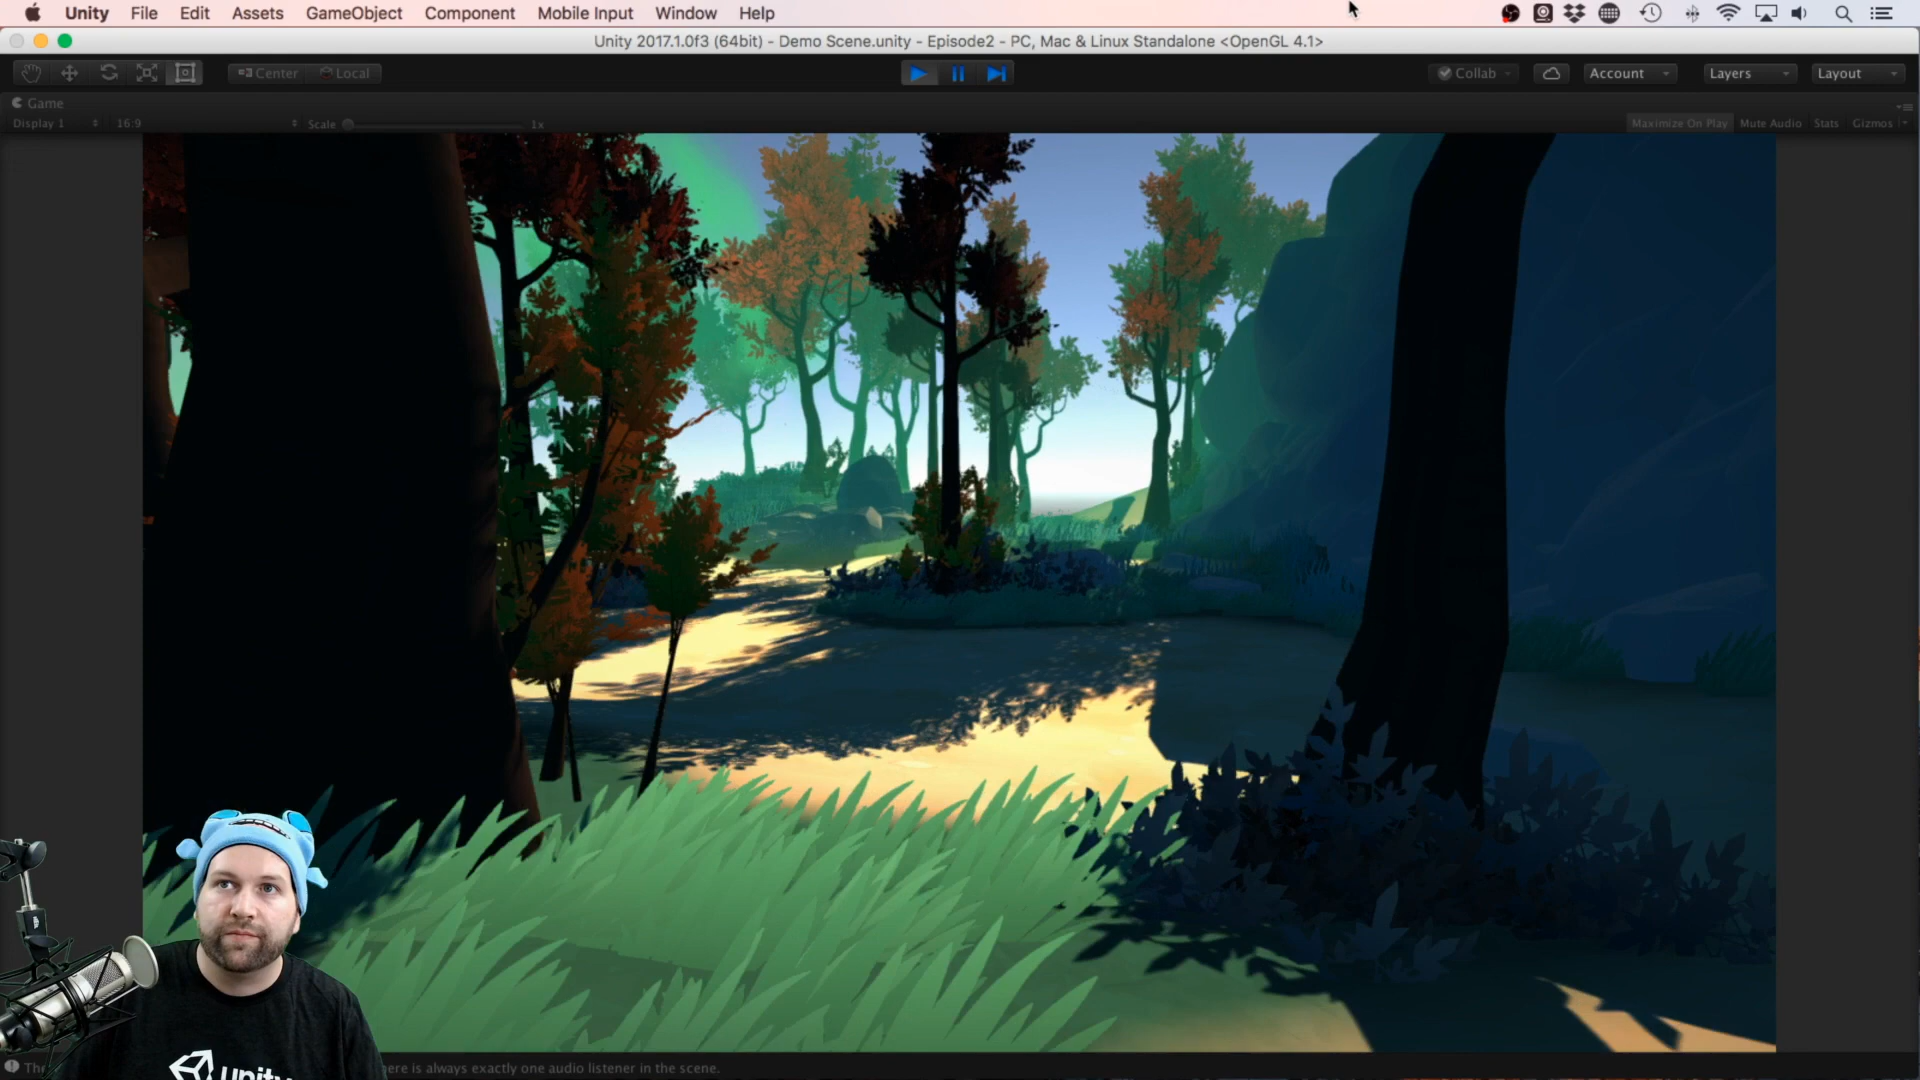 Unity File Edit Assets GameObject Component Mobile Input Window Help
Unity 2017.1.0f3 (64bit) - Demo Scene.unity - Episode2 - PC, Mac & Linux Standalone <OpenGL 4.1>
Center Local Collab Account Layers Layout
Game
Display 1 16:9 Scale 1x Maximize On Play Mute Audio Stats Gizmos
unity
is always exactly one audio listener in the scene.